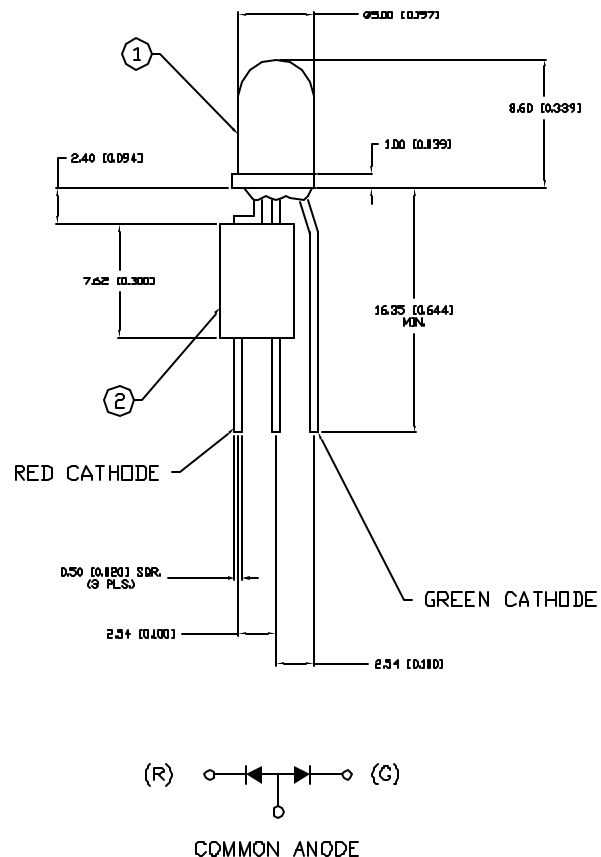 Ø5.00 [0.197]
1
8.60 [0.339]
1.00 [0.039]
2.40 [0.094]
7.62 [0.300]
16.35 [0.644]
MIN.
2
RED CATHODE
0.50 [0.020] SQR.
(3 PLS.)
GREEN CATHODE
2.54 [0.100]
2.54 [0.100]
(R)
(G)
COMMON ANODE